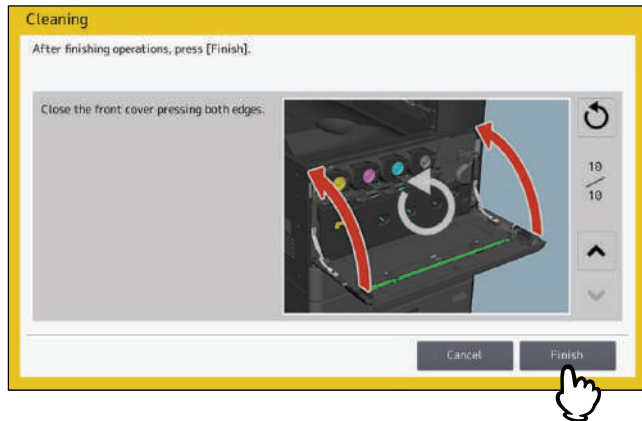 Cleaning
After finishing operations, press [Finish].
Close the front cover pressing both edges.
10
10
Cancel
Finish